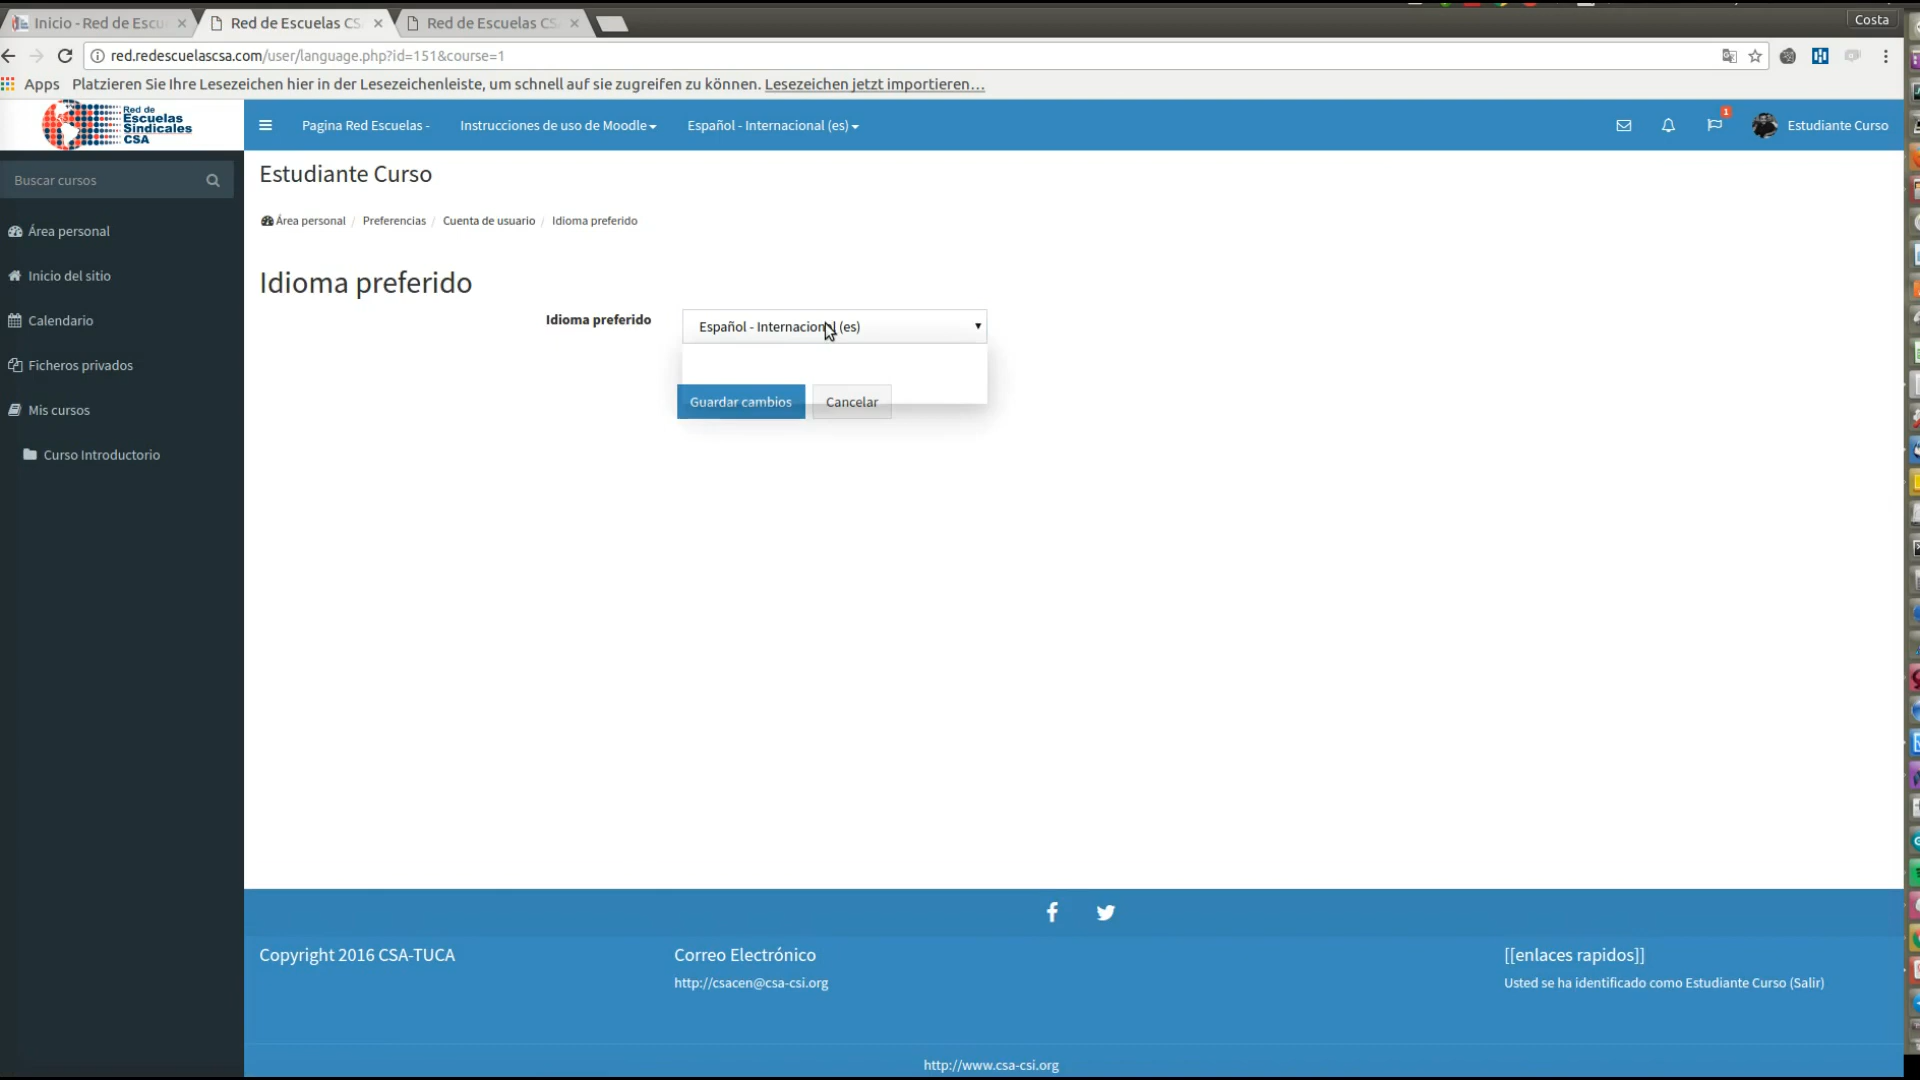 Costa
Inicio - Red de Escu
Red de Escuelas CS
Red de Escuelas CS
red.redescuelascsa.com/user/language.php?id=151&course=1
Apps Platzieren Sie Ihre Lesezeichen hier in der Lesezeichenleiste, um schnell auf sie zugreifen zu können. Lesezeichen jetzt importieren...
Red de
Escuelas
Sindicales
CSA
Pagina Red Escuelas -
Instrucciones de uso de Moodle
Español - Internacional (es)
1
Estudiante Curso
Buscar cursos
Área personal
Inicio del sitio
Calendario
Ficheros privados
Mis cursos
Curso Introductorio
Estudiante Curso
Área personal / Preferencias / Cuenta de usuario / Idioma preferido
Idioma preferido
Idioma preferido
Español - Internacional (es)
Guardar cambios
Cancelar
Copyright 2016 CSA-TUCA
Correo Electrónico
http://csacen@csa-csi.org
[[enlaces rapidos]]
Usted se ha identificado como Estudiante Curso (Salir)
http://www.csa-csi.org